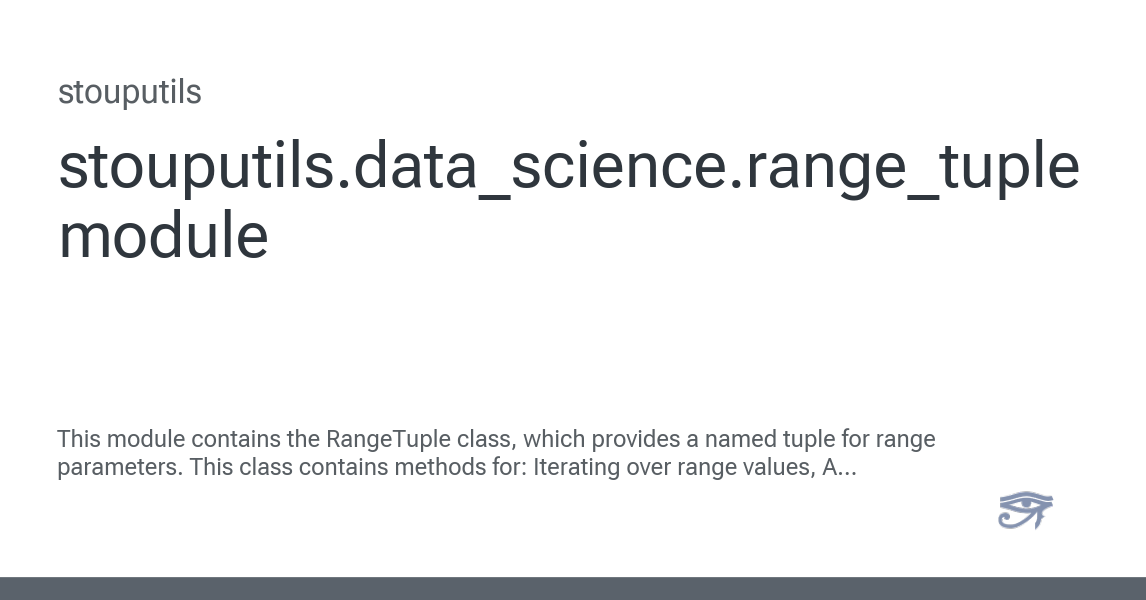 stouputils
stouputils.data_science.range_tuple
module
This module contains the RangeTuple class, which provides a named tuple for range
parameters. This class contains methods for: Iterating over range values, A...